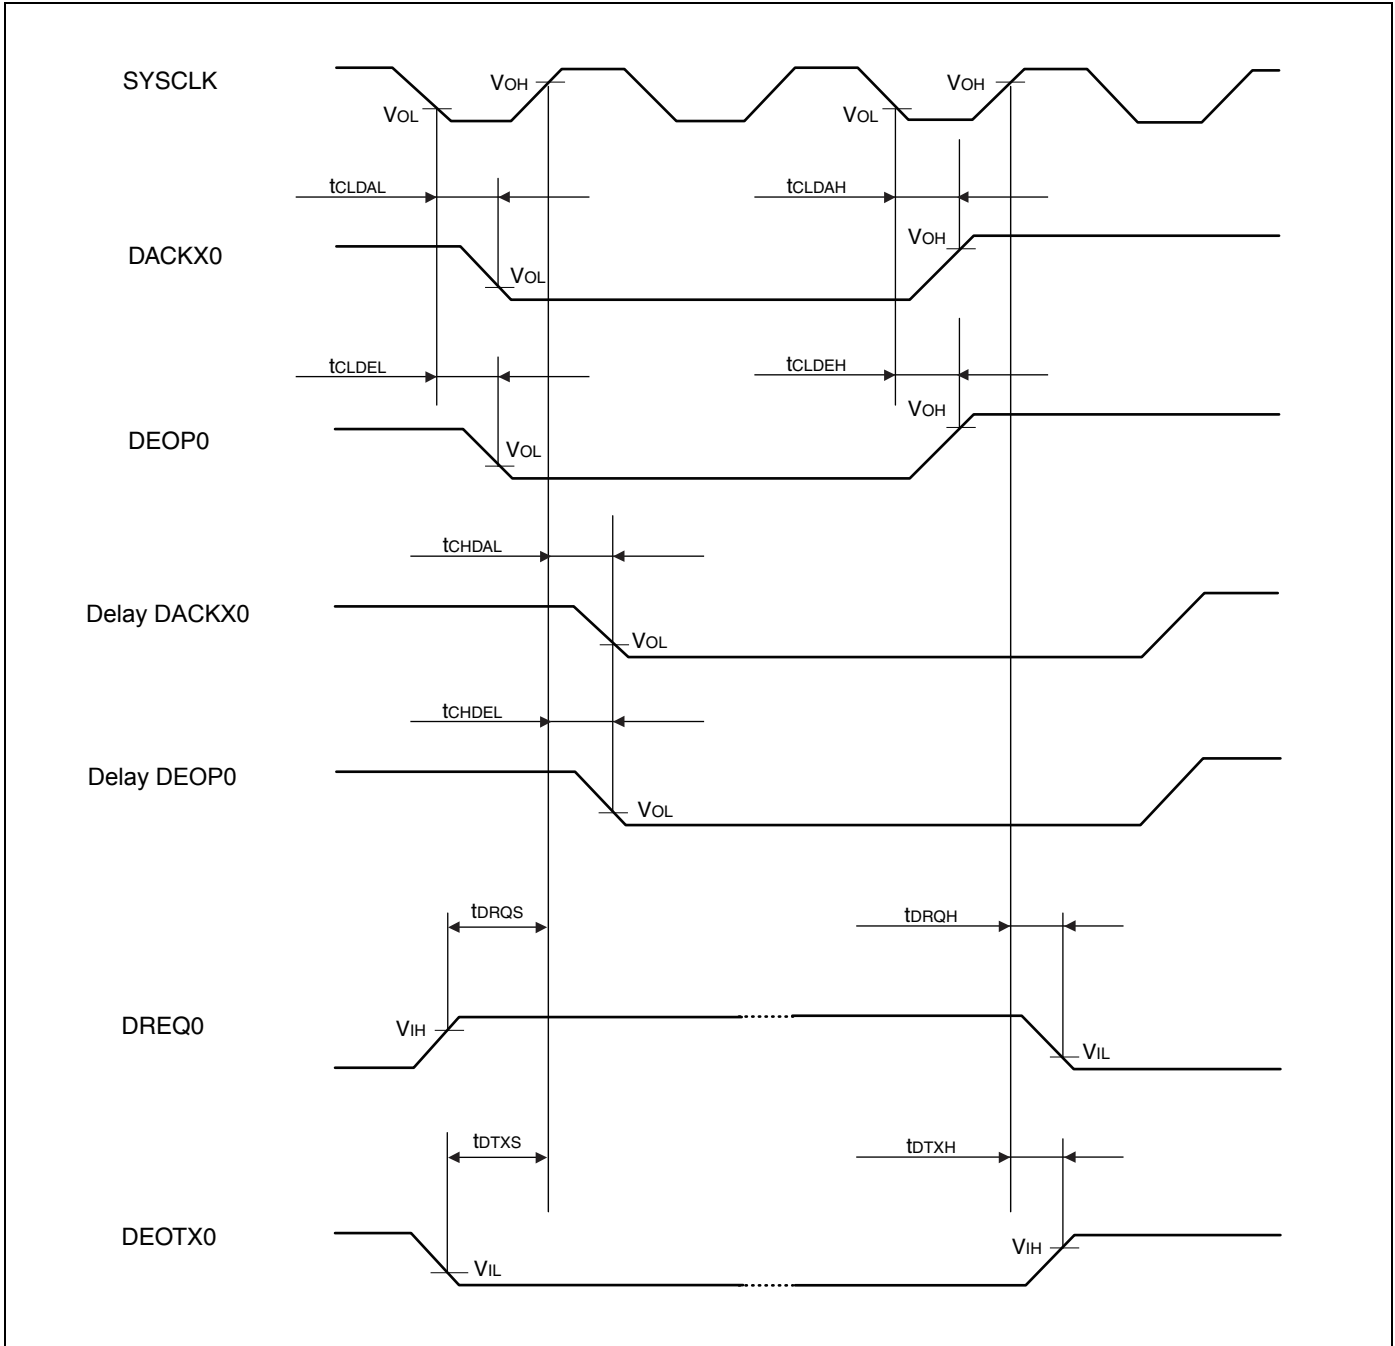 SYSCLK
VOL
VOH
VOL
VOH
tCLDAL
tCLDAH
DACKX0
VOL
VOH
tCLDEL
tCLDEH
DEOP0
VOL
VOH
tCHDAL
Delay DACKX0
VOL
tCHDEL
Delay DEOP0
VOL
tDRQS
tDRQH
DREQ0
VIH
VIL
tDTXS
tDTXH
DEOTX0
VIL
VIH